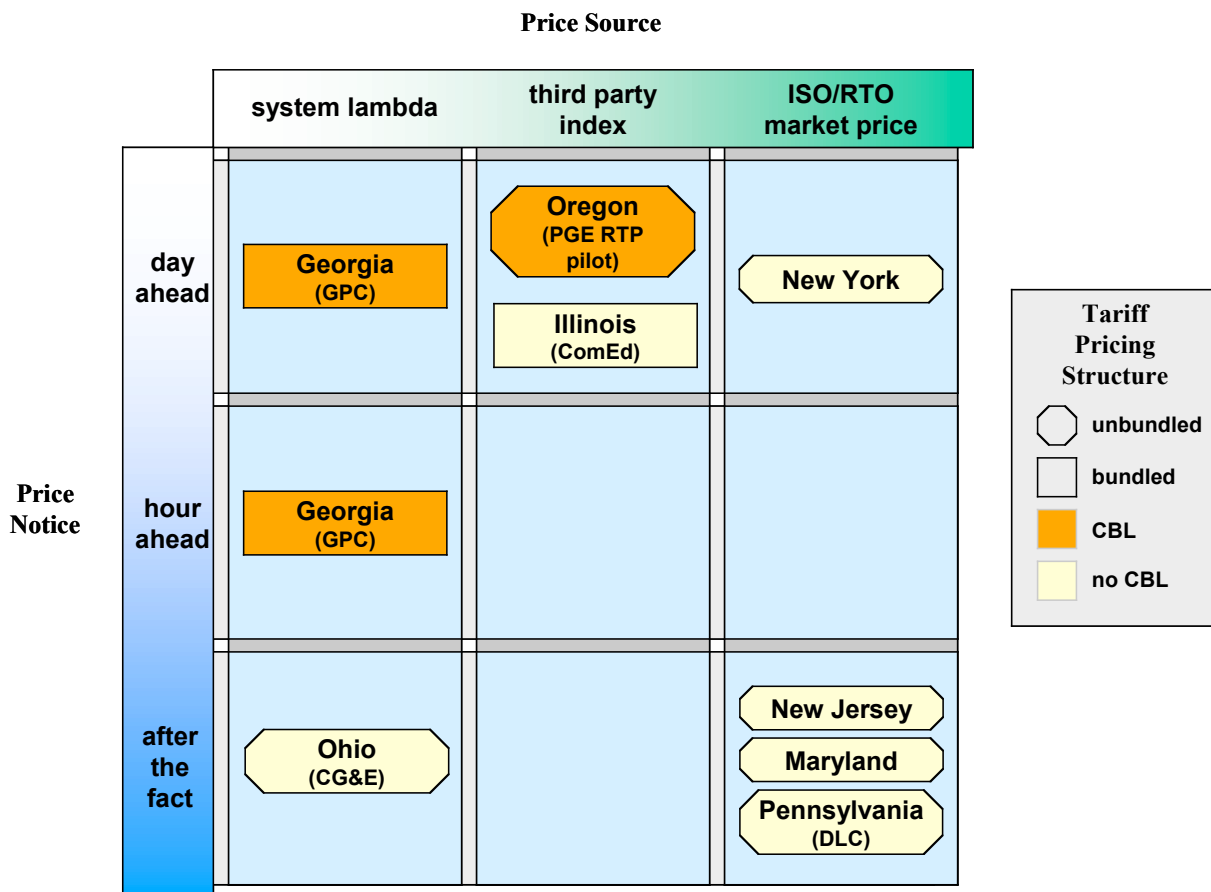 Price Source
system lambda
third party
index
ISO/RTO
market price
day
ahead
Georgia
(GPC)
Oregon
(PGE RTP
pilot)
Illinois
(ComEd)
New York
Tariff
Pricing
Structure
unbundled
bundled
CBL
no CBL
Price
Notice
hour
ahead
Georgia
(GPC)
after
the
fact
Ohio
(CG&E)
New Jersey
Maryland
Pennsylvania
(DLC)